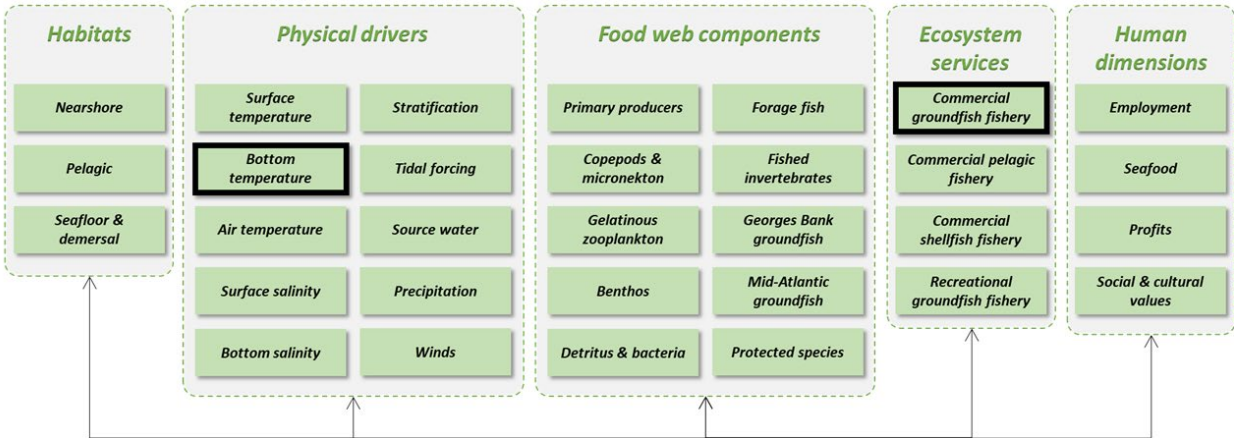 Habitats
Nearshore
Pelagic
Seafloor &
demersal
Physical drivers
Surface
temperature
Bottom
temperature
Air temperature
Surface salinity
Bottom salinity
Stratification
Tidal forcing
Source water
Precipitation
Winds
Food web components
Primary producers
Copepods &
micronekton
Gelatinous
zooplankton
Benthos
Detritus & bacteria
Forage fish
Fished
invertebrates
Georges Bank
groundfish
Mid-Atlantic
groundfish
Protected species
Ecosystem
services
Commercial
groundfish fishery
Commercial pelagic
fishery
Commercial
shellfish fishery
Recreational
groundfish fishery
Human
dimensions
Employment
Seafood
Profits
Social & cultural
values